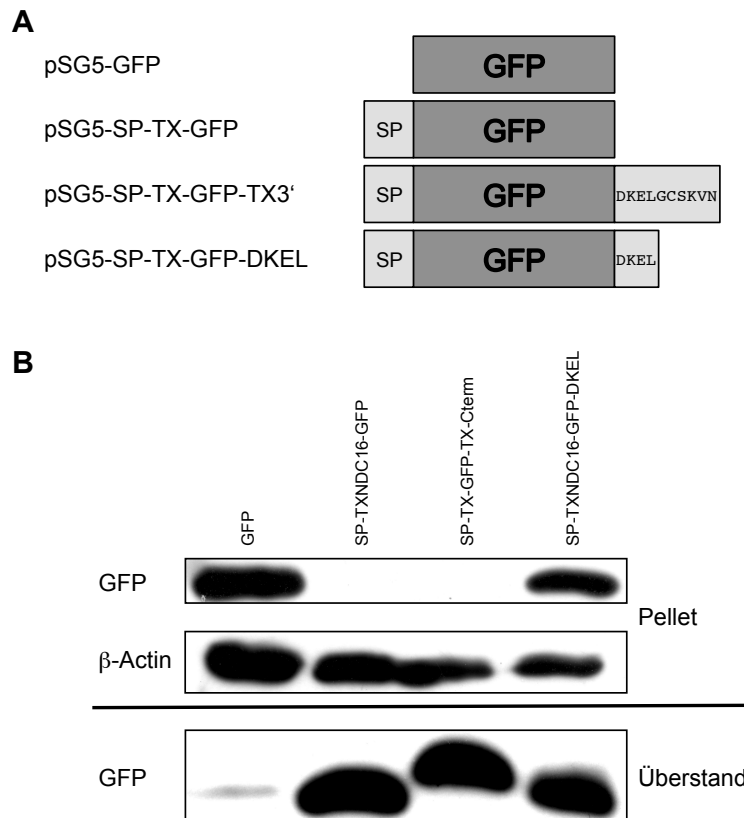 A
pSG5-GFP GFP
pSG5-SP-TX-GFP SP GFP
pSG5-SP-TX-GFP-TX3‘ SP GFP DKELGCSKVN
pSG5-SP-TX-GFP-DKEL SP GFP DKEL
B
GFP
SP-TXNDC16-GFP
SP-TX-GFP-TX-Cterm
SP-TXNDC16-GFP-DKEL
GFP
Pellet
β-Actin
GFP
Überstand